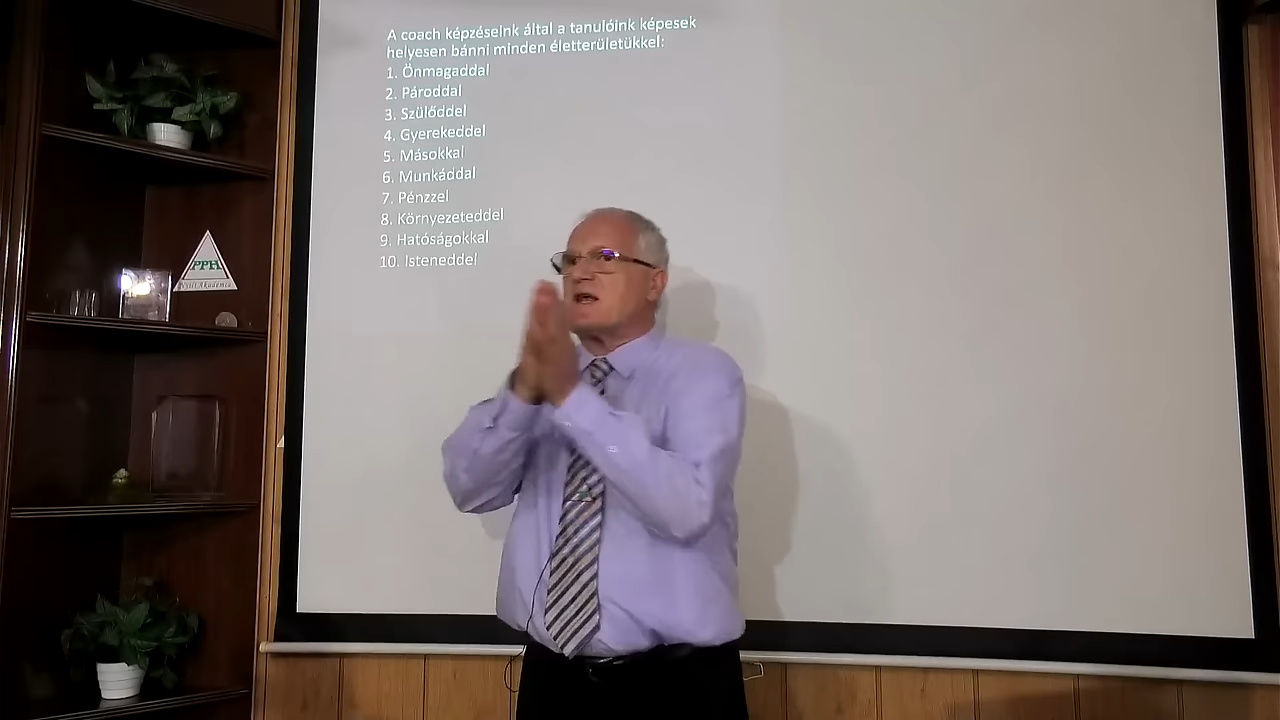 A coach képzéseink által a tanulóink képesek
helyesen bánni minden életterületükkel:
1. Önmagaddal
2. Pároddal
3. Szülőddel
4. Gyerekeddel
5. Másokkal
6. Munkáddal
7. Pénzzel
8. Környezeteddel
9. Hatóságokkal
10. Isteneddel
PPH
Nyílt Akadémia